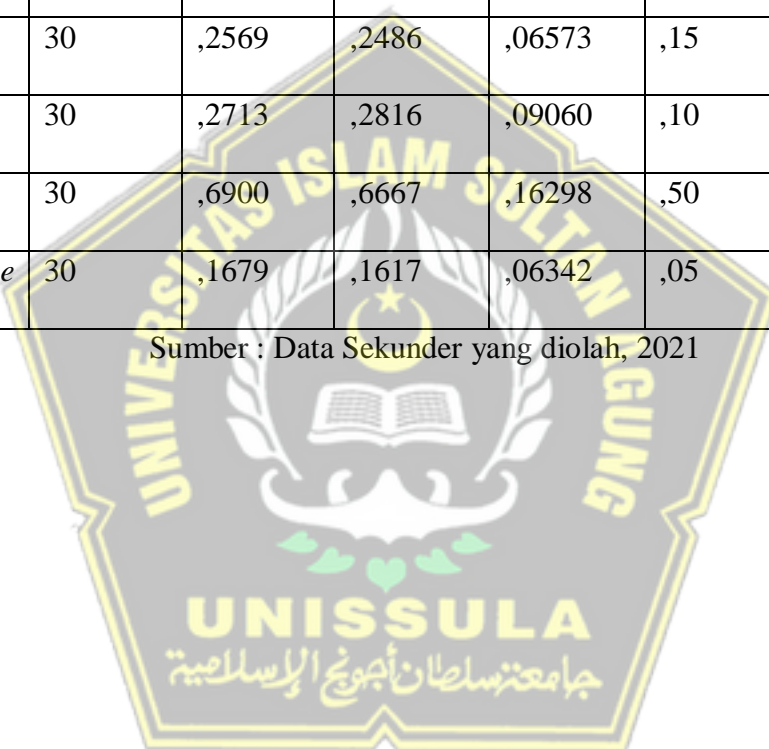 30 ,2569 ,2486 ,06573 ,15
30 ,2713 ,2816 ,09060 ,10
30 ,6900 ,6667 ,16298 ,50
e 30 ,1679 ,1617 ,06342 ,05
Sumber : Data Sekunder yang diolah, 2021
UNIVERSITAS ISLAM SULTAN AGUNG
UNISSULA
جامعة سلطان أجونج الإسلامية